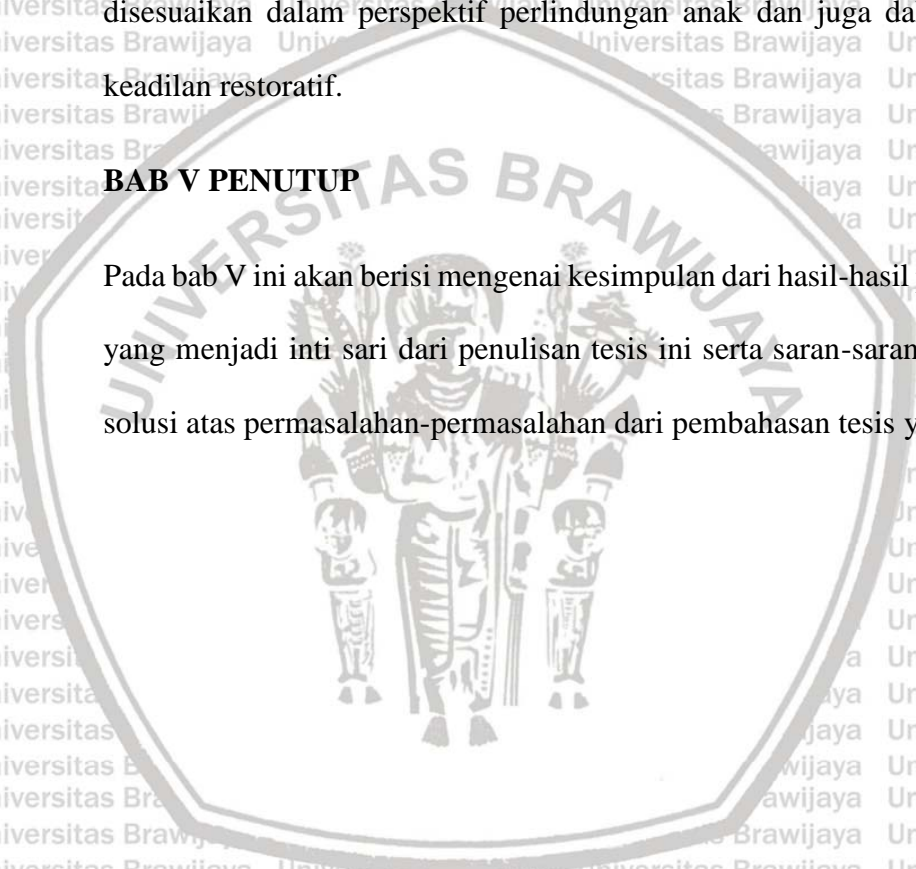 disesuaikan dalam perspektif perlindungan anak dan juga da
keadilan restoratif.
BAB V PENUTUP
Pada bab V ini akan berisi mengenai kesimpulan dari hasil-hasil
yang menjadi inti sari dari penulisan tesis ini serta saran-saran
solusi atas permasalahan-permasalahan dari pembahasan tesis y
UNIVERSITAS BRAWIJAYA